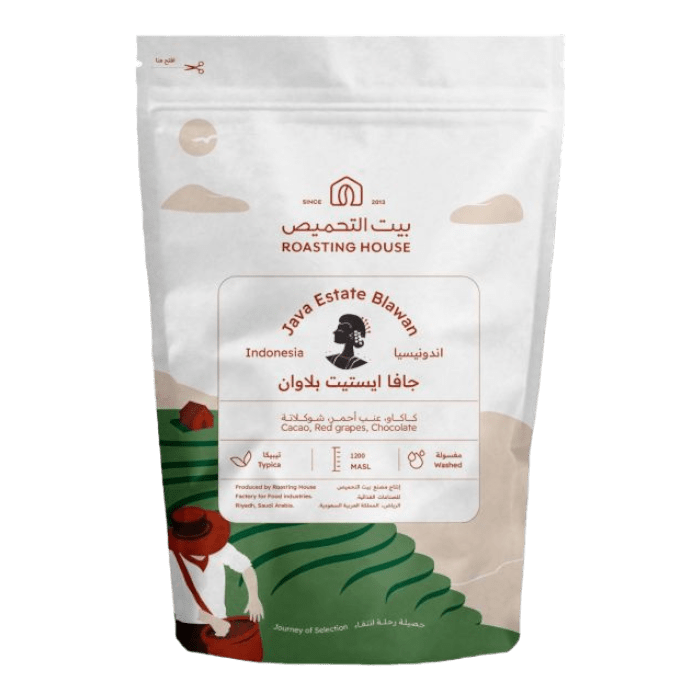 افتح هنا
SINCE 2013
بيت التحميص
ROASTING HOUSE
Java Estate Blawan
Indonesia اندونيسيا
جافا ايستيت بلاوان
كاكاو، عنب أحمر، شوكلاتة
Cacao, Red grapes, Chocolate
تيبيكا 1200 مغسولة
Typica MASL Washed
Produced by Roasting House إنتاج مصنع بيت التحميص
Factory for Food Industries. للصناعات الغذائية.
Riyadh, Saudi Arabia. الرياض، المملكة العربية السعودية.
Journey of Selection حصيلة رحلة انتقاء